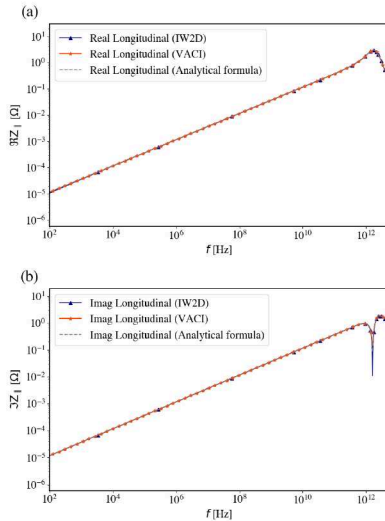 (a)
10¹
10⁰
10⁻¹
10⁻²
10⁻³
10⁻⁴
10⁻⁵
10⁻⁶
ℜZ∥ [Ω]
Real Longitudinal (IW2D)
Real Longitudinal (VACI)
Real Longitudinal (Analytical formula)
10² 10⁴ 10⁶ 10⁸ 10¹⁰ 10¹²
f [Hz]
(b)
10¹
10⁰
10⁻¹
10⁻²
10⁻³
10⁻⁴
10⁻⁵
10⁻⁶
ℑZ∥ [Ω]
Imag Longitudinal (IW2D)
Imag Longitudinal (VACI)
Imag Longitudinal (Analytical formula)
10² 10⁴ 10⁶ 10⁸ 10¹⁰ 10¹²
f [Hz]